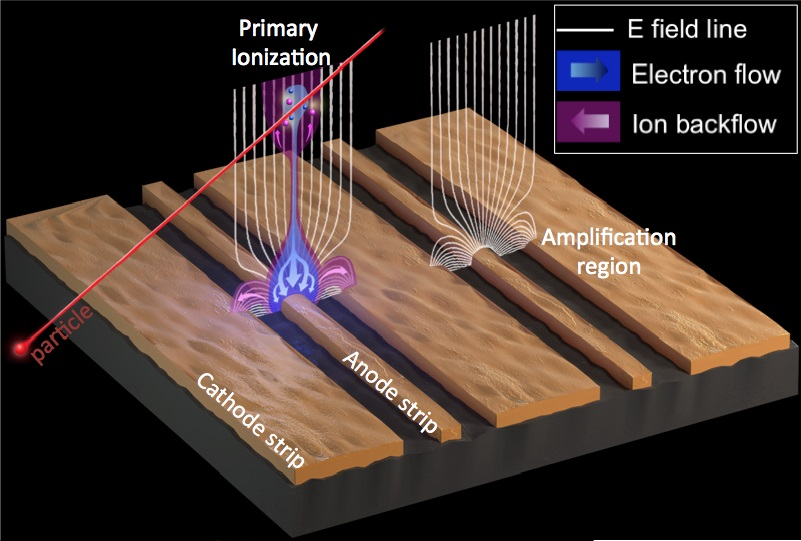 Primary
Ionization
E field line
Electron flow
Ion backflow
Amplification
region
particle
Cathode strip
Anode strip